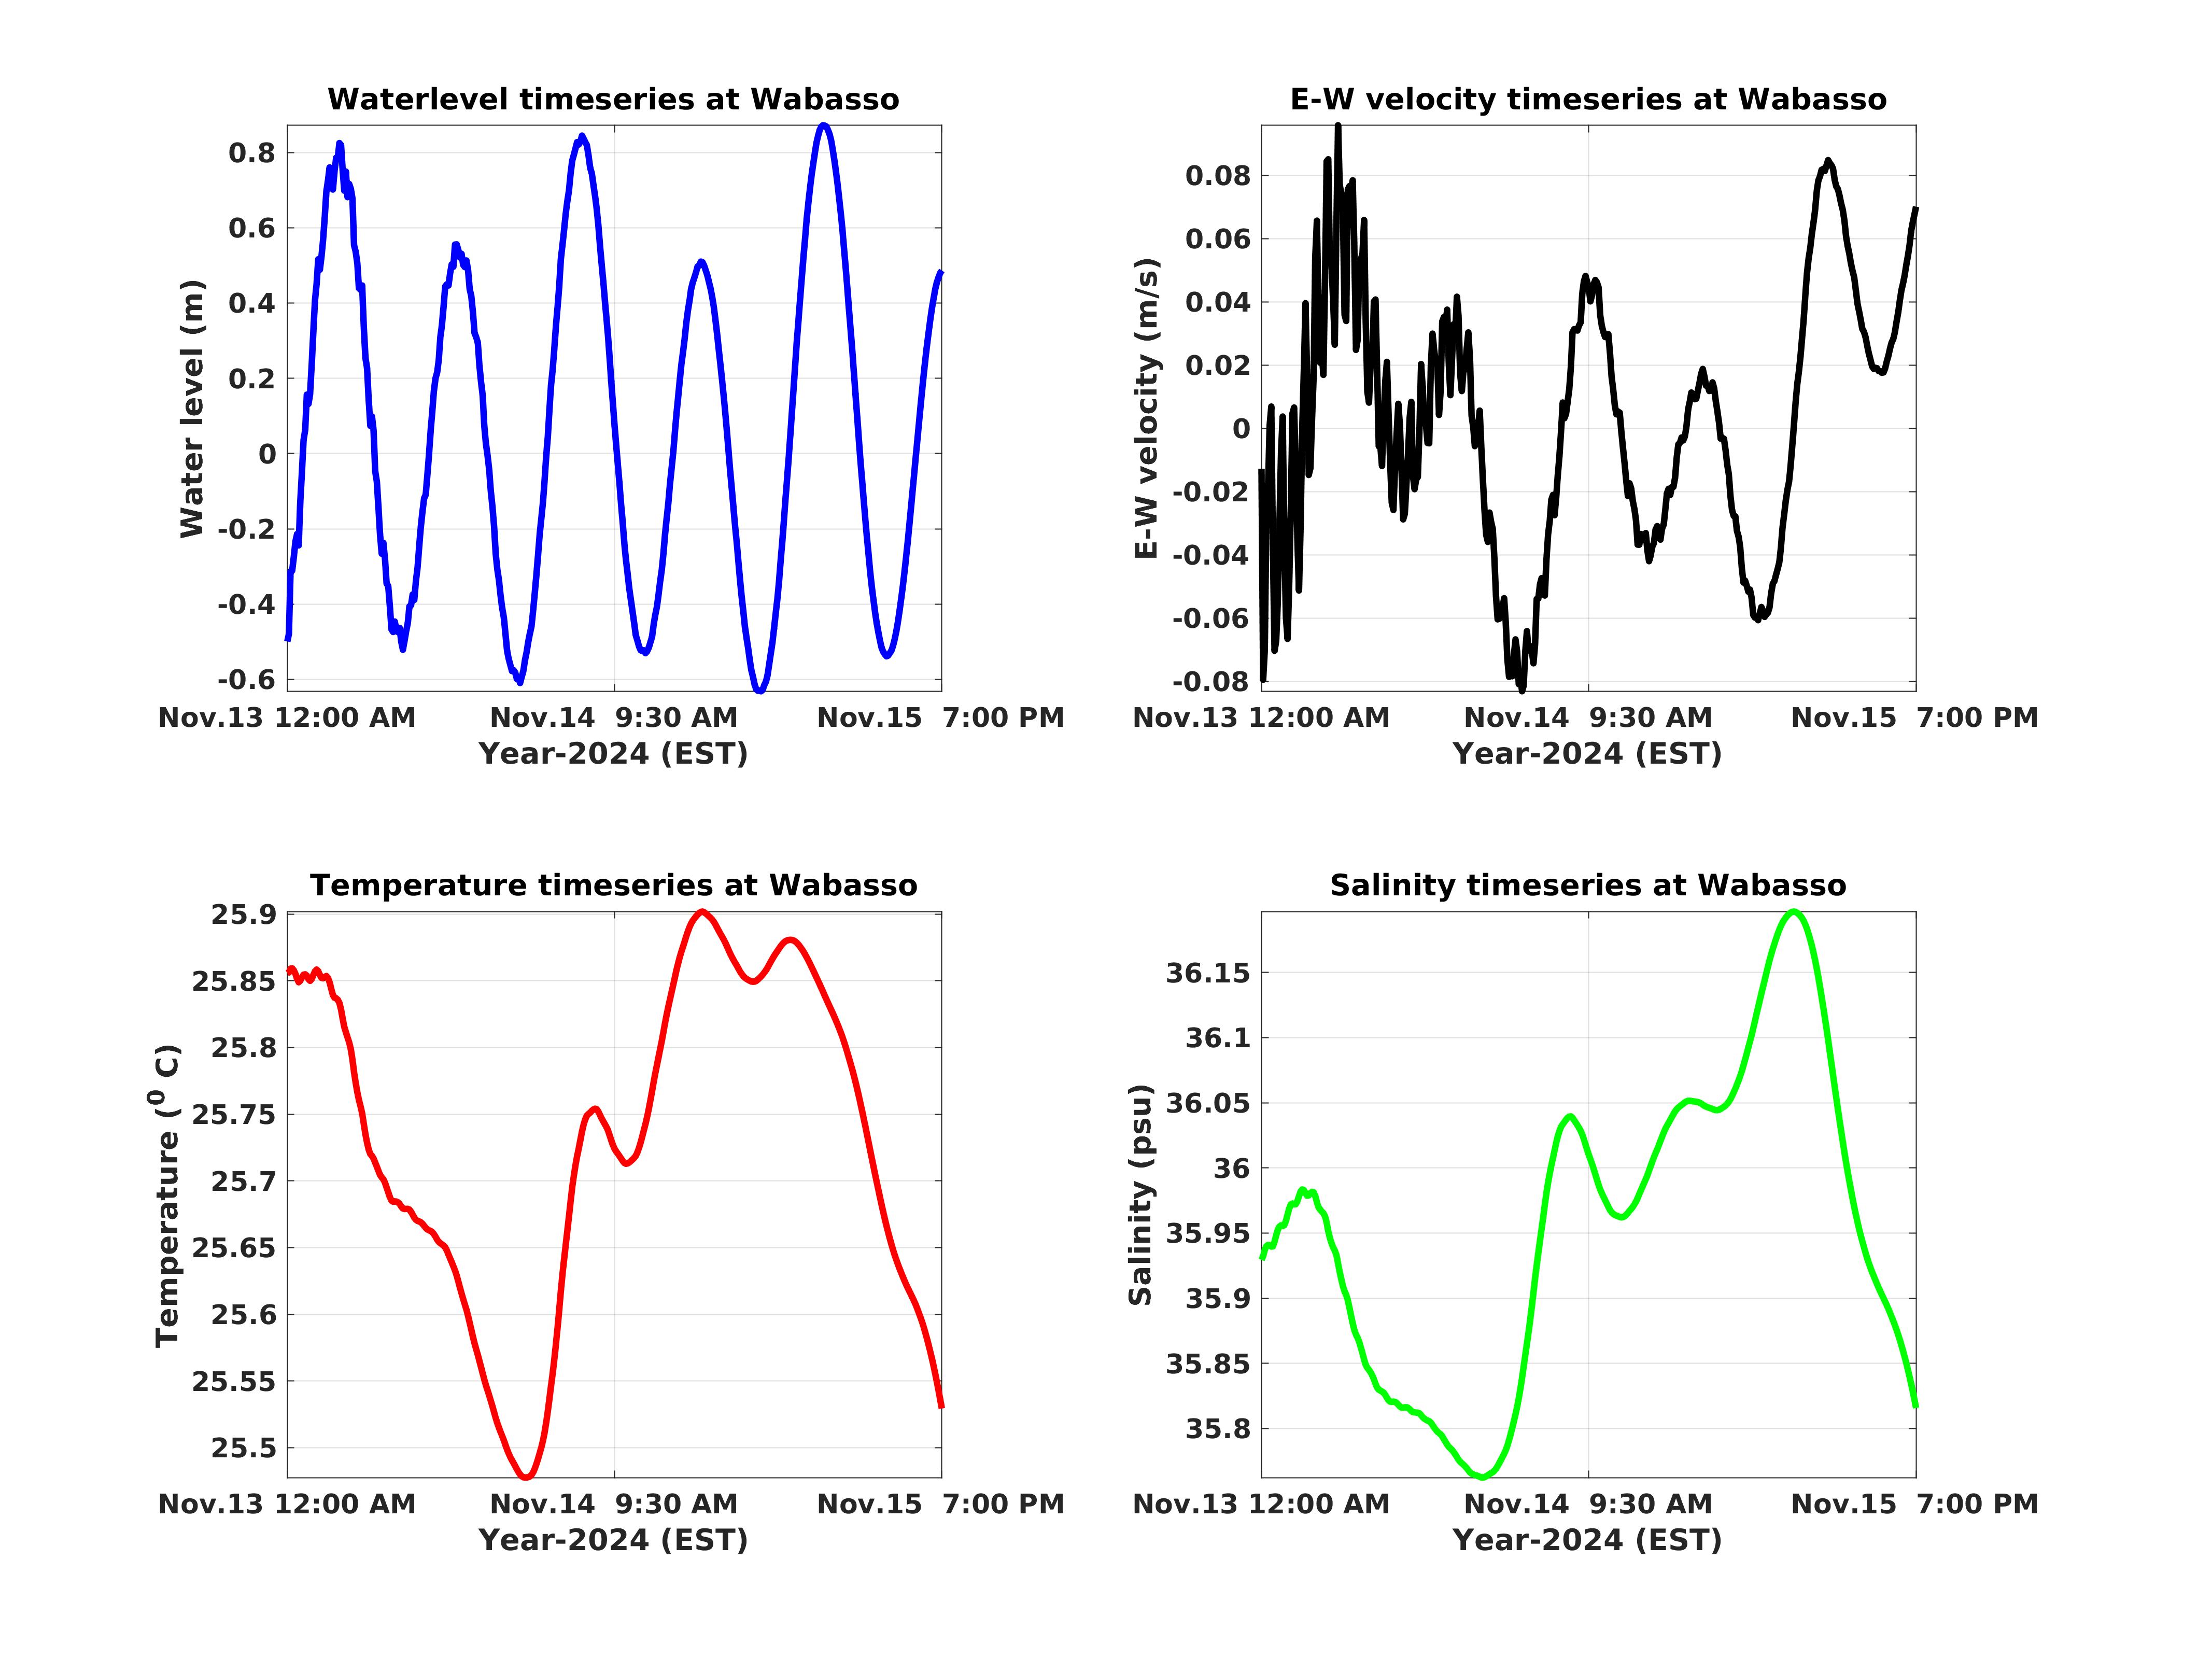 Waterlevel timeseries at Wabasso
0.8
0.6
0.4
0.2
0
-0.2
-0.4
-0.6
Water level (m)
Nov.13 12:00 AM Nov.14 9:30 AM Nov.15 7:00 PM
Year-2024 (EST)
E-W velocity timeseries at Wabasso
0.08
0.06
0.04
0.02
0
-0.02
-0.04
-0.06
-0.08
E-W velocity (m/s)
Nov.13 12:00 AM Nov.14 9:30 AM Nov.15 7:00 PM
Year-2024 (EST)
Temperature timeseries at Wabasso
25.9
25.85
25.8
25.75
25.7
25.65
25.6
25.55
25.5
Temperature (⁰ C)
Nov.13 12:00 AM Nov.14 9:30 AM Nov.15 7:00 PM
Year-2024 (EST)
Salinity timeseries at Wabasso
36.15
36.1
36.05
36
35.95
35.9
35.85
35.8
Salinity (psu)
Nov.13 12:00 AM Nov.14 9:30 AM Nov.15 7:00 PM
Year-2024 (EST)